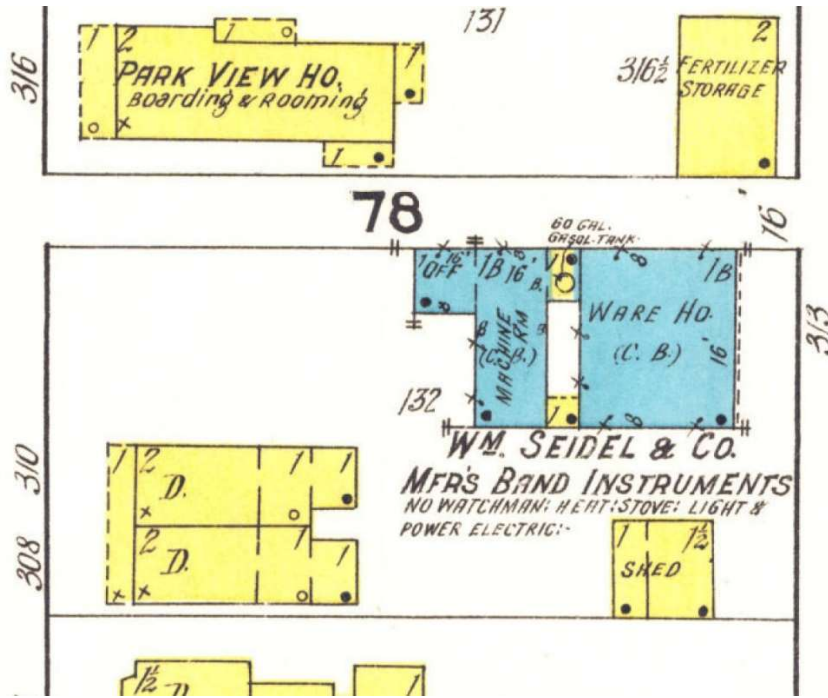 131
316
1 2 1 1
PARK VIEW HO.
Boarding & Rooming
1
2
316½ FERTILIZER
STORAGE
78
16'
60 GAL.
GASOL. TANK
1 OFF 16'
1B 16'
1
B.
1B
B
MACHINE RM
(C. B.)
WARE HO.
(C. B.)
16'
B
1
313
132
WM. SEIDEL & CO.
MFR'S BAND INSTRUMENTS
NO WATCHMAN: HEAT: STOVE: LIGHT &
POWER ELECTRIC:-
310
1 2 1 1
D.
308
2 1 1
D.
1 1½
SHED
1½
D
1